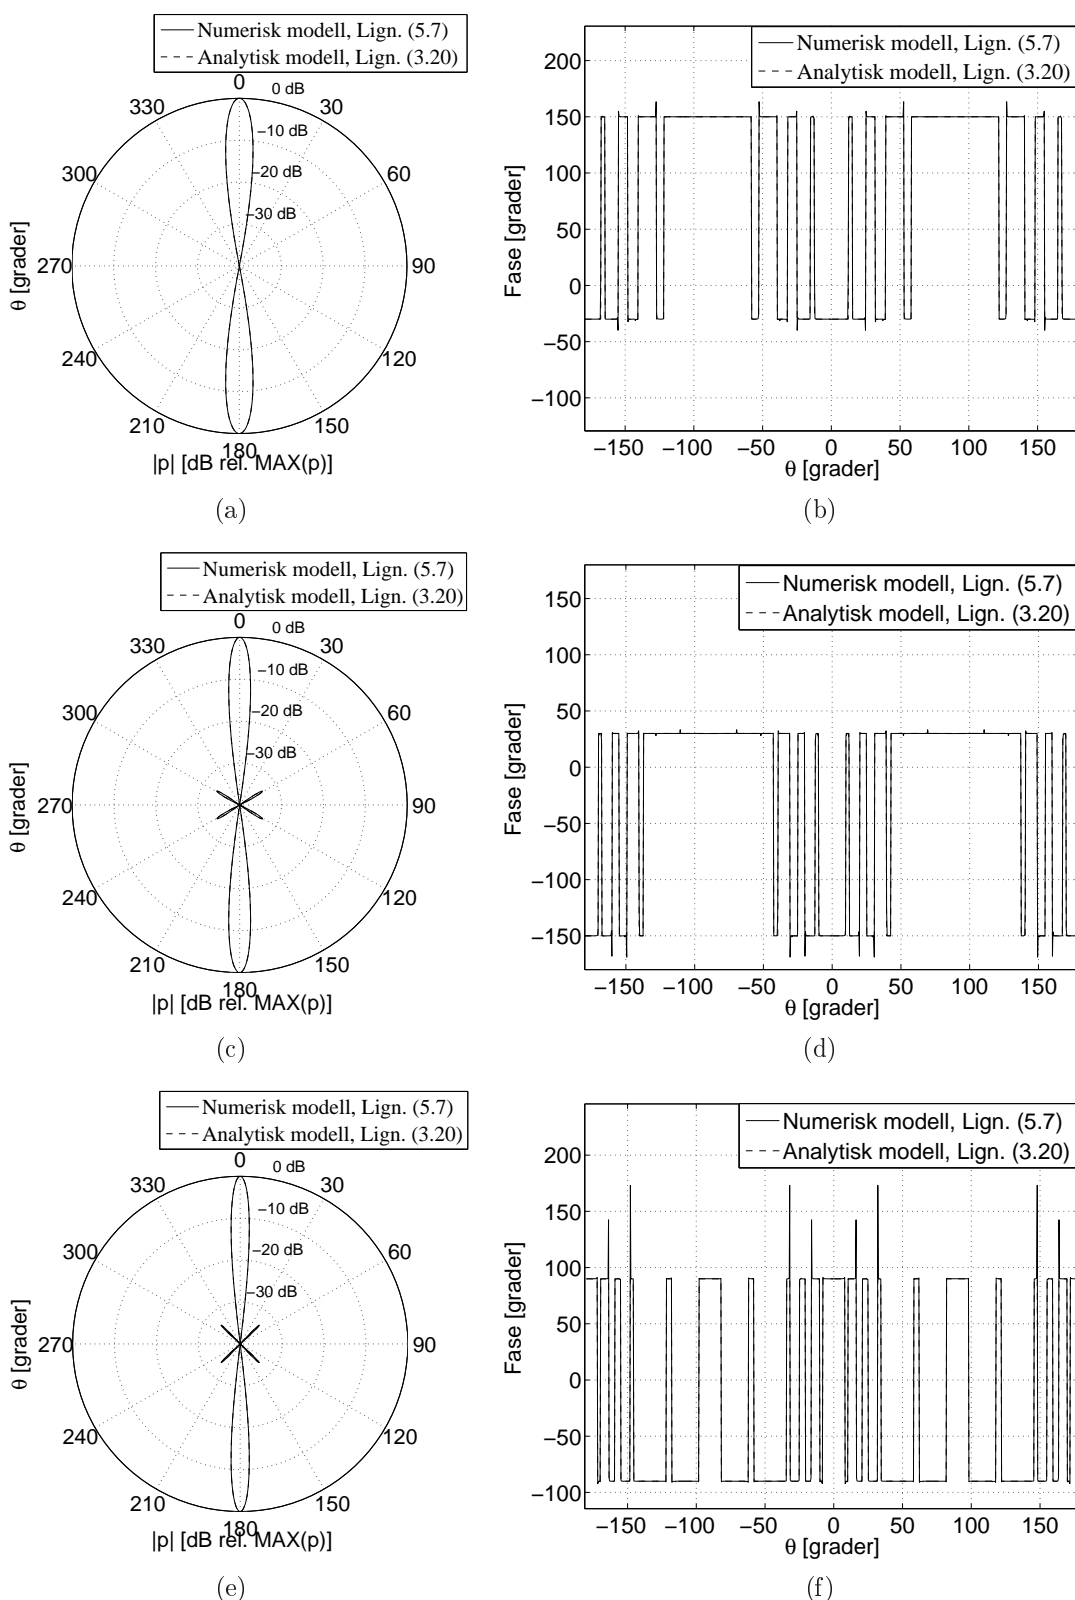 Numerisk modell, Lign. (5.7)
Analytisk modell, Lign. (3.20)
0
30
60
90
120
150
180
210
240
270
300
330
0 dB
−10 dB
−20 dB
−30 dB
θ [grader]
|p| [dB rel. MAX(p)]
(a)
Numerisk modell, Lign. (5.7)
Analytisk modell, Lign. (3.20)
200
150
100
50
0
−50
−100
Fase [grader]
−150 −100 −50 0 50 100 150
θ [grader]
(b)
Numerisk modell, Lign. (5.7)
Analytisk modell, Lign. (3.20)
0
30
60
90
120
150
180
210
240
270
300
330
0 dB
−10 dB
−20 dB
−30 dB
θ [grader]
|p| [dB rel. MAX(p)]
(c)
Numerisk modell, Lign. (5.7)
Analytisk modell, Lign. (3.20)
150
100
50
0
−50
−100
−150
Fase [grader]
−150 −100 −50 0 50 100 150
θ [grader]
(d)
Numerisk modell, Lign. (5.7)
Analytisk modell, Lign. (3.20)
0
30
60
90
120
150
180
210
240
270
300
330
0 dB
−10 dB
−20 dB
−30 dB
θ [grader]
|p| [dB rel. MAX(p)]
(e)
Numerisk modell, Lign. (5.7)
Analytisk modell, Lign. (3.20)
200
150
100
50
0
−50
−100
Fase [grader]
−150 −100 −50 0 50 100 150
θ [grader]
(f)